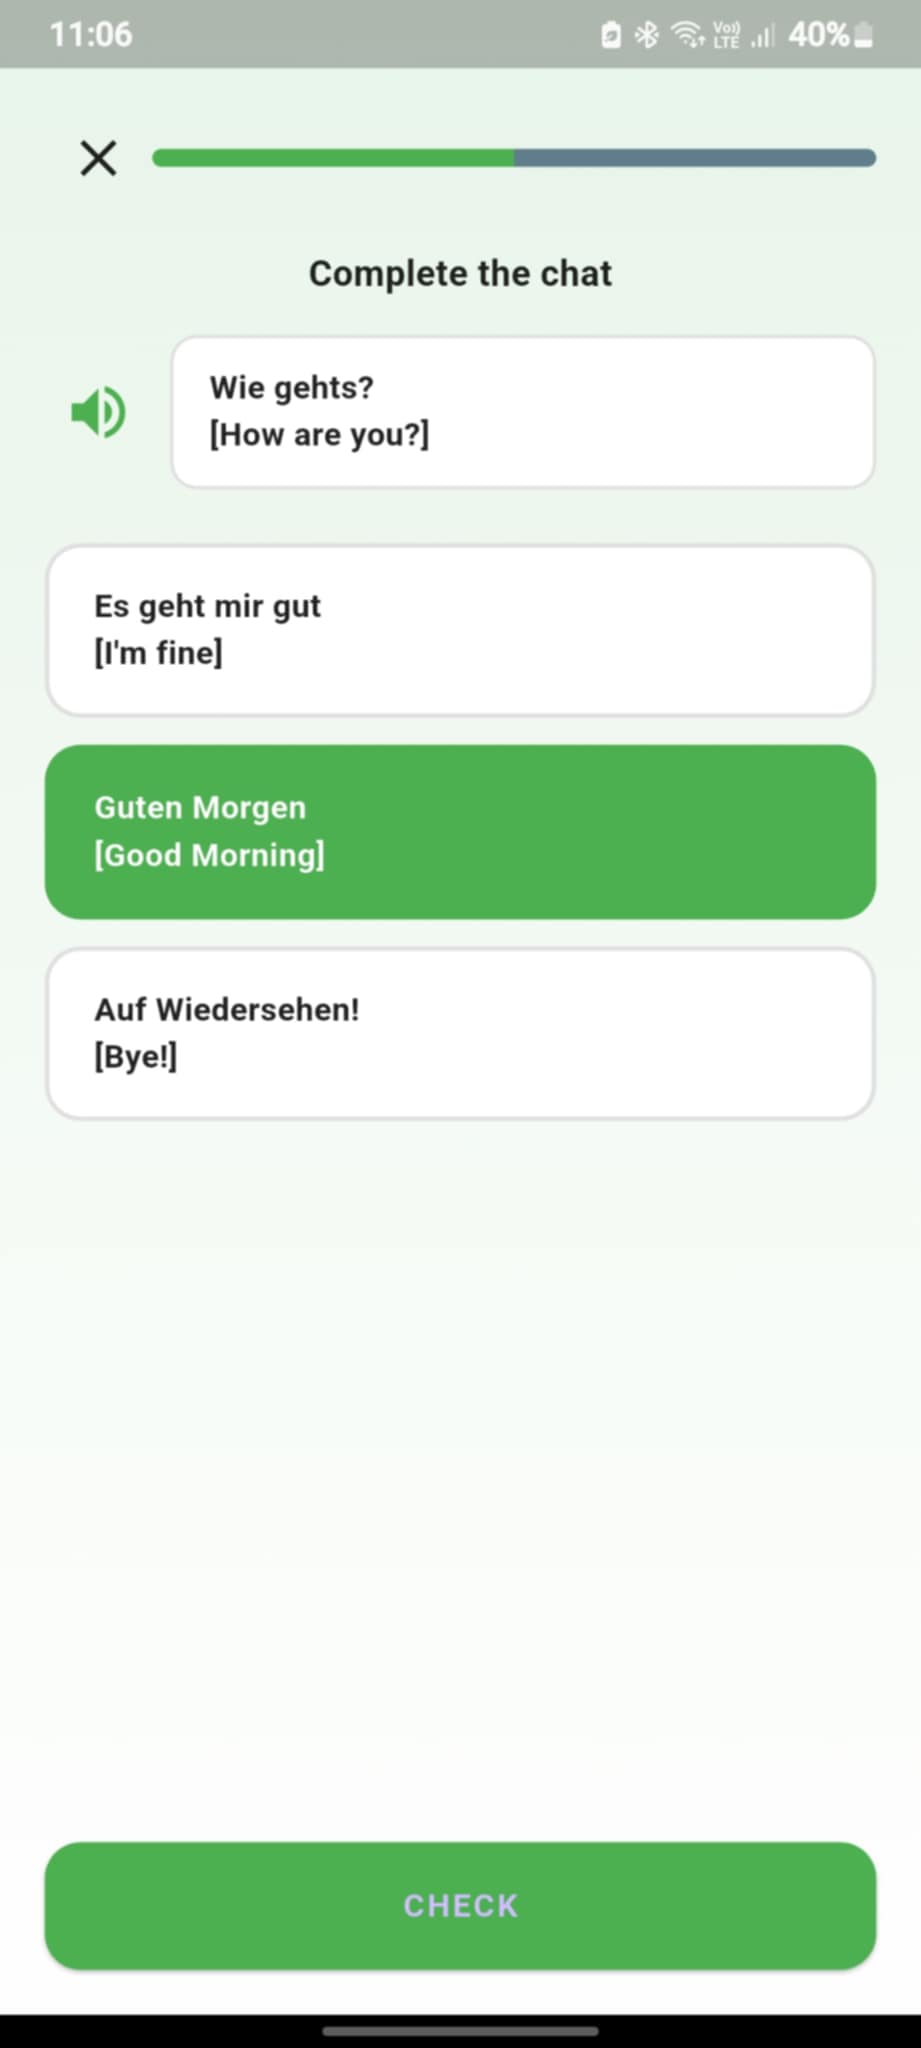 11:06
Vo)) LTE 40%
Complete the chat
Wie gehts?
[How are you?]
Es geht mir gut
[I'm fine]
Guten Morgen
[Good Morning]
Auf Wiedersehen!
[Bye!]
CHECK